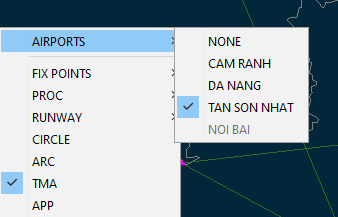 AIRPORTS
FIX POINTS
PROC
RUNWAY
CIRCLE
ARC
TMA
APP
NONE
CAM RANH
DA NANG
TAN SON NHAT
NOI BAI